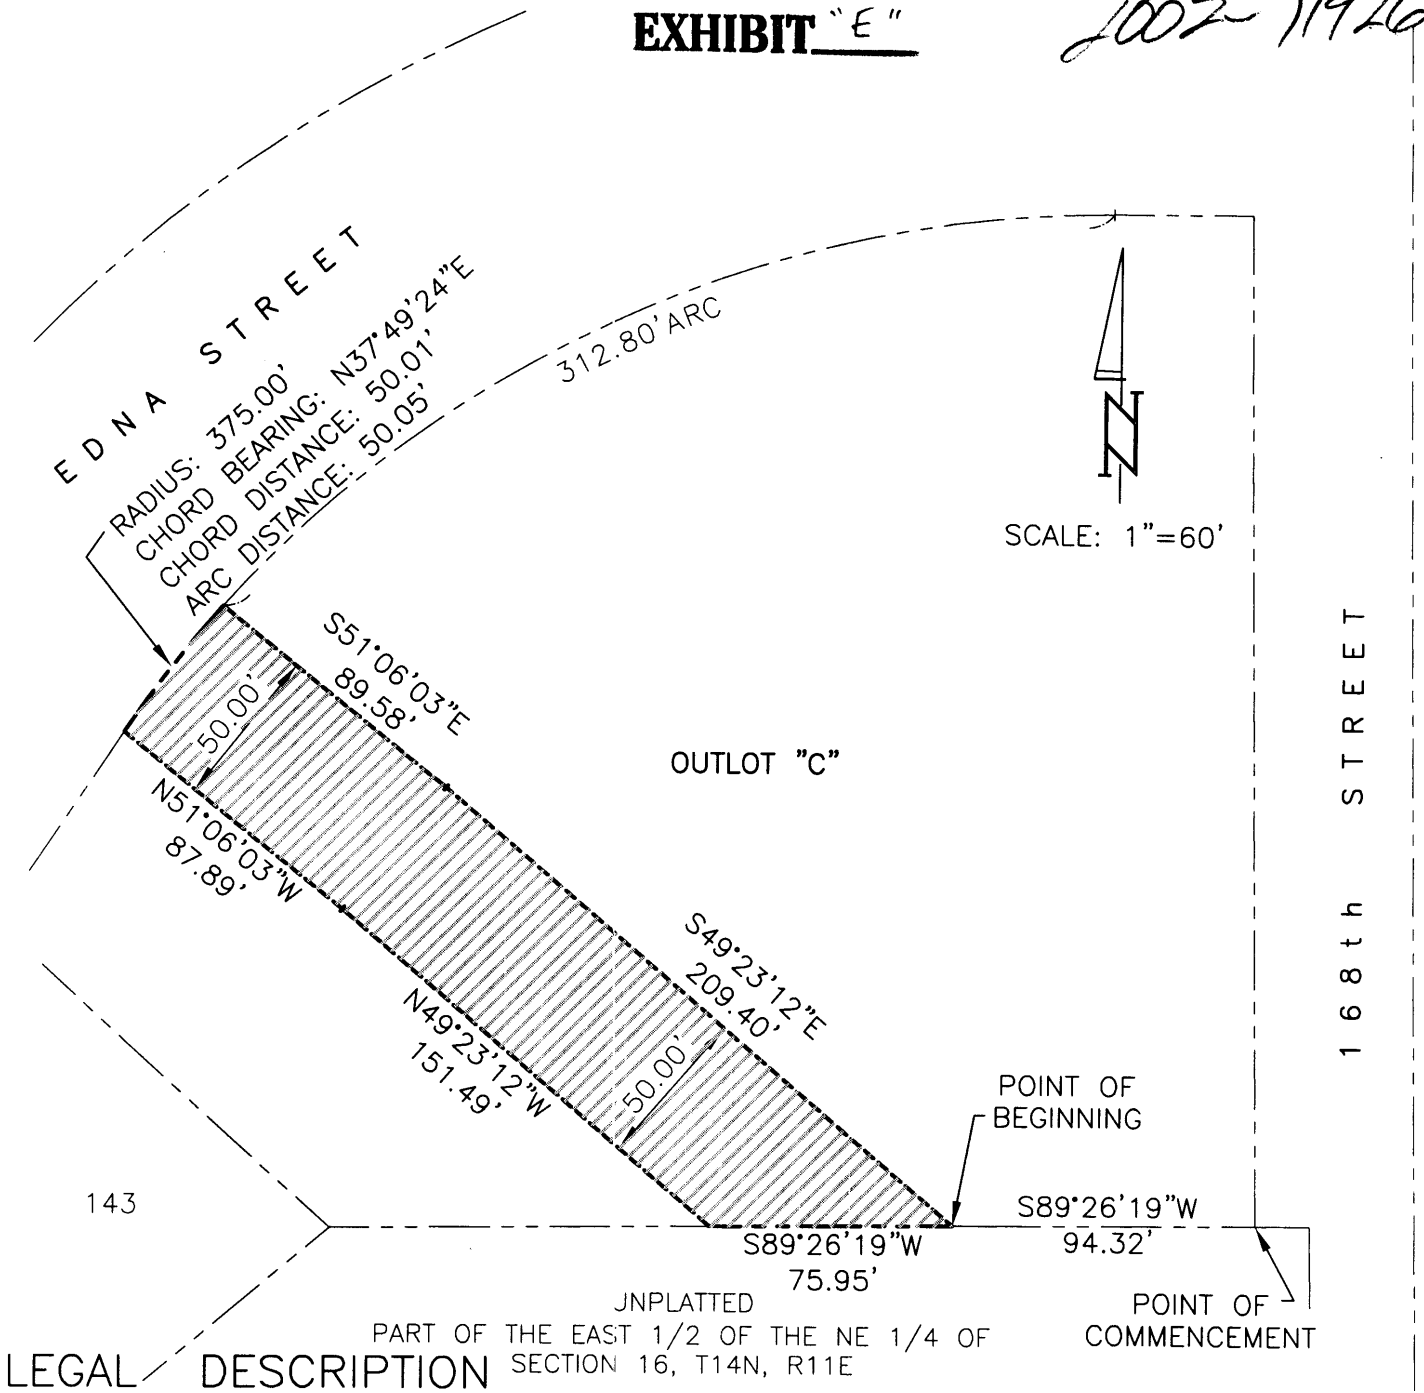 EXHIBIT "E"
2002-11926
EDNA STREET
RADIUS: 375.00'
CHORD BEARING: N37°49'24"E
CHORD DISTANCE: 50.01'
ARC DISTANCE: 50.05'
312.80' ARC
N
SCALE: 1"=60'
S51°06'03"E
89.58'
50.00'
N51°06'03"W
87.89'
OUTLOT "C"
168th STREET
S49°23'12"E
209.40'
N49°23'12"W
151.49'
50.00'
POINT OF
BEGINNING
143
S89°26'19"W
94.32'
S89°26'19"W
75.95'
POINT OF
COMMENCEMENT
JNPLATTED
PART OF THE EAST 1/2 OF THE NE 1/4 OF
SECTION 16, T14N, R11E
LEGAL DESCRIPTION